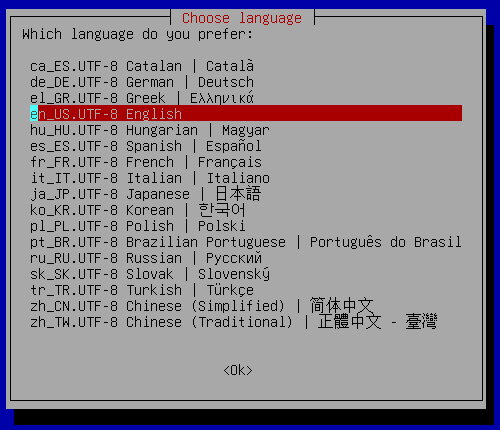 Choose language
Which language do you prefer:
ca_ES.UTF-8 Catalan | Català
de_DE.UTF-8 German | Deutsch
el_GR.UTF-8 Greek | Ελληνικά
en_US.UTF-8 English
hu_HU.UTF-8 Hungarian | Magyar
es_ES.UTF-8 Spanish | Español
fr_FR.UTF-8 French | Français
it_IT.UTF-8 Italian | Italiano
ja_JP.UTF-8 Japanese | 日本語
ko_KR.UTF-8 Korean | 한국어
pl_PL.UTF-8 Polish | Polski
pt_BR.UTF-8 Brazilian Portuguese | Português do Brasil
ru_RU.UTF-8 Russian | Русский
sk_SK.UTF-8 Slovak | Slovenský
tr_TR.UTF-8 Turkish | Türkçe
zh_CN.UTF-8 Chinese (Simplified) | 简体中文
zh_TW.UTF-8 Chinese (Traditional) | 正體中文 - 臺灣
<Ok>